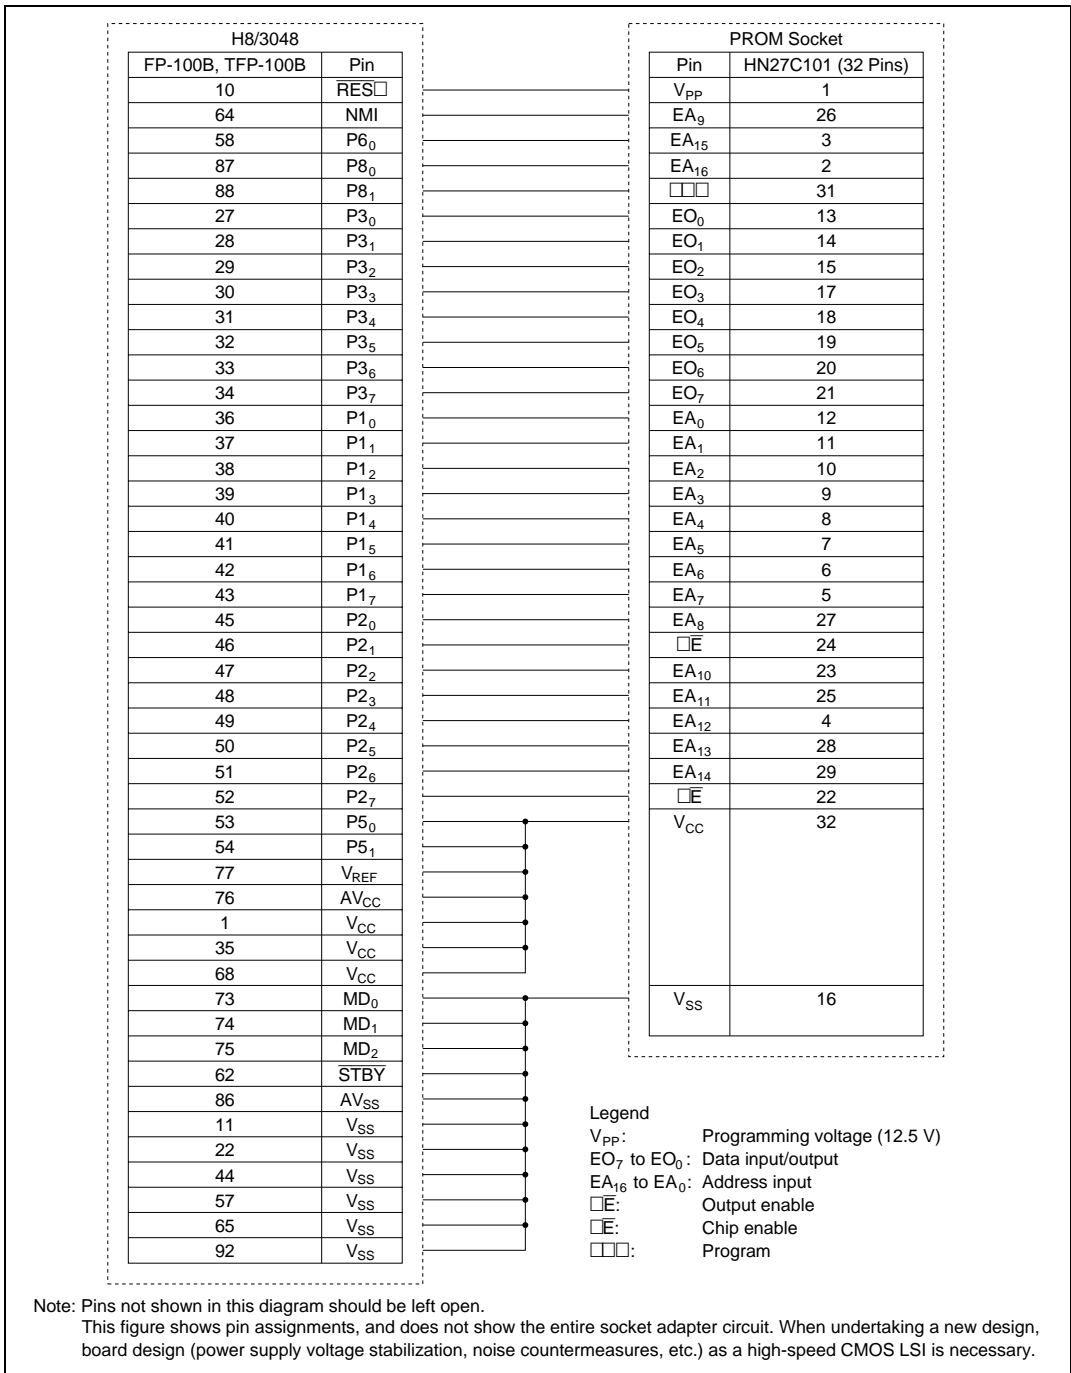 H8/3048 PROM Socket
FP-100B, TFP-100B Pin Pin HN27C101 (32 Pins)
10 RES□ VPP 1
64 NMI EA9 26
58 P60 EA15 3
87 P80 EA16 2
88 P81 □□□ 31
27 P30 EO0 13
28 P31 EO1 14
29 P32 EO2 15
30 P33 EO3 17
31 P34 EO4 18
32 P35 EO5 19
33 P36 EO6 20
34 P37 EO7 21
36 P10 EA0 12
37 P11 EA1 11
38 P12 EA2 10
39 P13 EA3 9
40 P14 EA4 8
41 P15 EA5 7
42 P16 EA6 6
43 P17 EA7 5
45 P20 EA8 27
46 P21 □E 24
47 P22 EA10 23
48 P23 EA11 25
49 P24 EA12 4
50 P25 EA13 28
51 P26 EA14 29
52 P27 □E 22
53 P50 VCC 32
54 P51
77 VREF
76 AVCC
1 VCC
35 VCC
68 VCC
73 MD0 VSS 16
74 MD1
75 MD2
62 STBY
86 AVSS
11 VSS
22 VSS
44 VSS
57 VSS
65 VSS
92 VSS
Legend
VPP: Programming voltage (12.5 V)
EO7 to EO0: Data input/output
EA16 to EA0: Address input
□E: Output enable
□E: Chip enable
□□□: Program
Note: Pins not shown in this diagram should be left open.
This figure shows pin assignments, and does not show the entire socket adapter circuit. When undertaking a new design,
board design (power supply voltage stabilization, noise countermeasures, etc.) as a high-speed CMOS LSI is necessary.